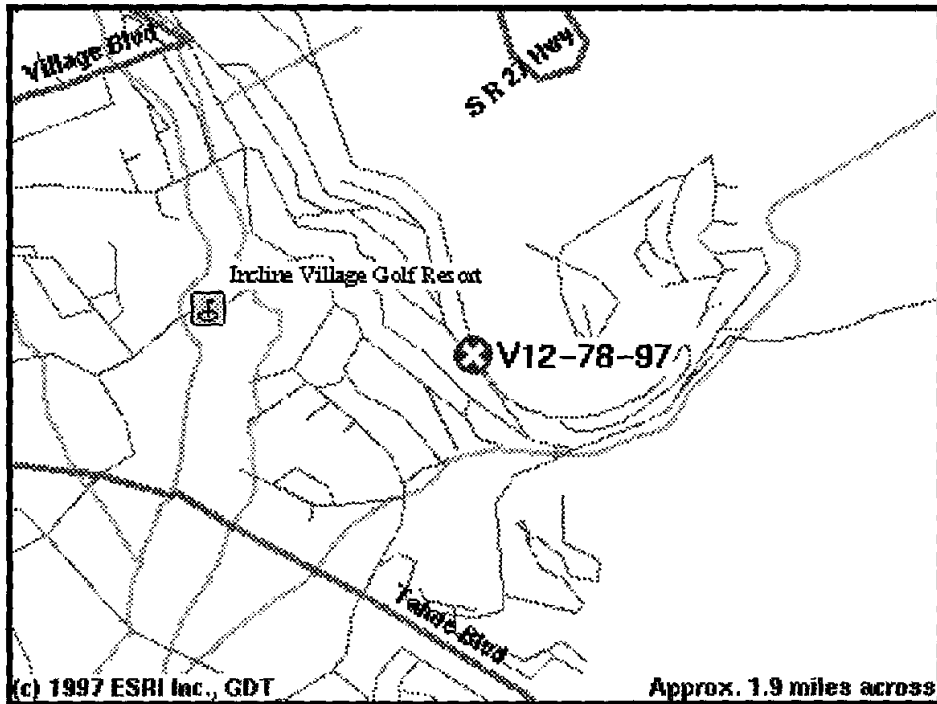 Village Blvd
S R 27 Hwy
Incline Village Golf Resort
V12-78-97
Tahoe Blvd
(c) 1997 ESRI Inc., GDT
Approx. 1.9 miles across